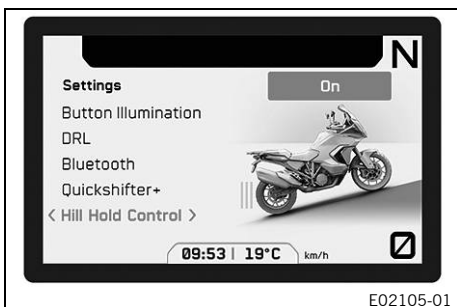 N
Settings
On
Button Illumination
DRL
Bluetooth
Quickshifter+
< Hill Hold Control >
09:53 | 19°C km/h
E02105-01